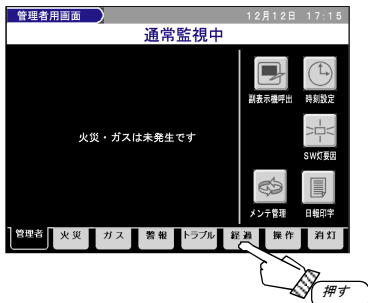 管理者用画面 12月12日 17:15
通常監視中
火災・ガスは未発生です
副表示機呼出 時刻設定
SW灯要因
メンテ管理 日報印字
管理者 火災 ガス 警報 トラブル 経過 操作 消灯
押す